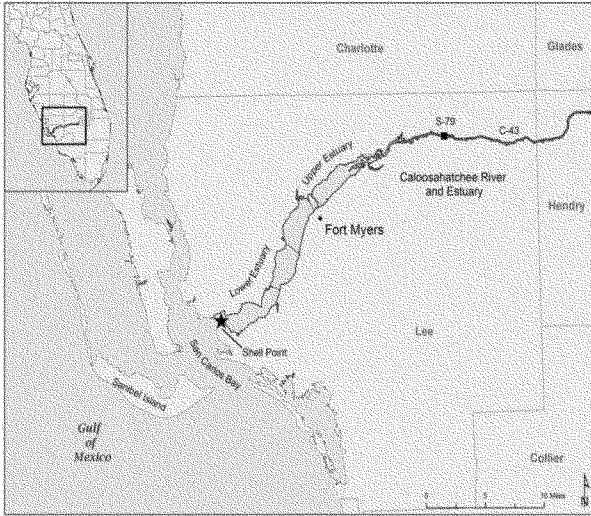 Charlotte
Glades
S-79
C-43
Upper Estuary
Caloosahatchee River
and Estuary
Hendry
Fort Myers
Lower Estuary
Lee
Shell Point
San Carlos Bay
Sanibel Island
Gulf
of
Mexico
Collier
0 5 10 Miles
N